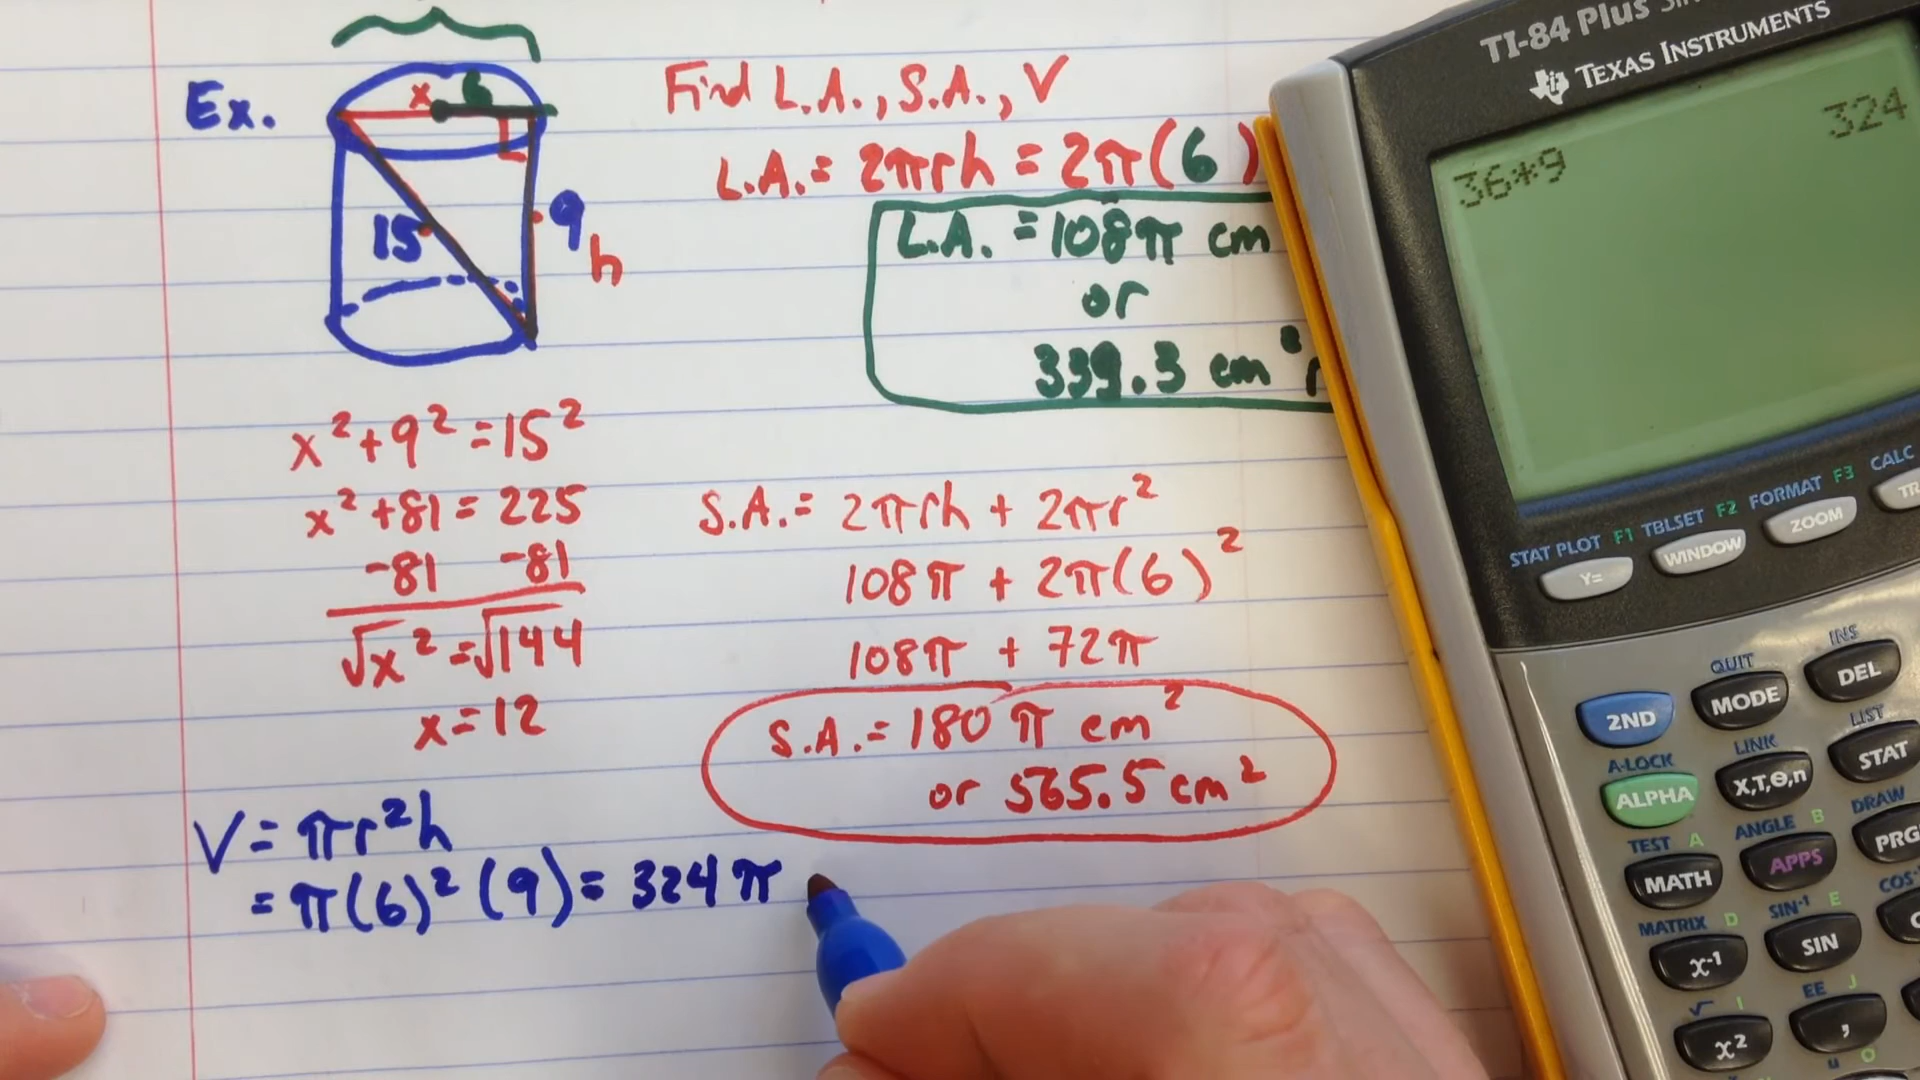 Ex.
x 6
15
9
h
Find L.A., S.A., V
L.A. = 2πrh = 2π(6)
L.A. = 108π cm
or
339.3 cm²
x² + 9² = 15²
x² + 81 = 225
-81 -81
√x² = √144
x = 12
S.A. = 2πrh + 2πr²
108π + 2π(6)²
108π + 72π
S.A. = 180π cm²
or 565.5 cm²
V = πr²h
= π(6)²(9) = 324π
TI-84 Plus
TEXAS INSTRUMENTS
324
36*9
STAT PLOT F1 TBLSET F2 FORMAT F3 CALC
Y= WINDOW ZOOM TR
QUIT INS
2ND MODE DEL
A-LOCK LINK LIST
ALPHA X,T,θ,n STAT
TEST A ANGLE B DRAW
MATH APPS PRG
MATRIX D SIN⁻¹ E COS⁻
x⁻¹ SIN C
√ I EE J
x² ,
u O